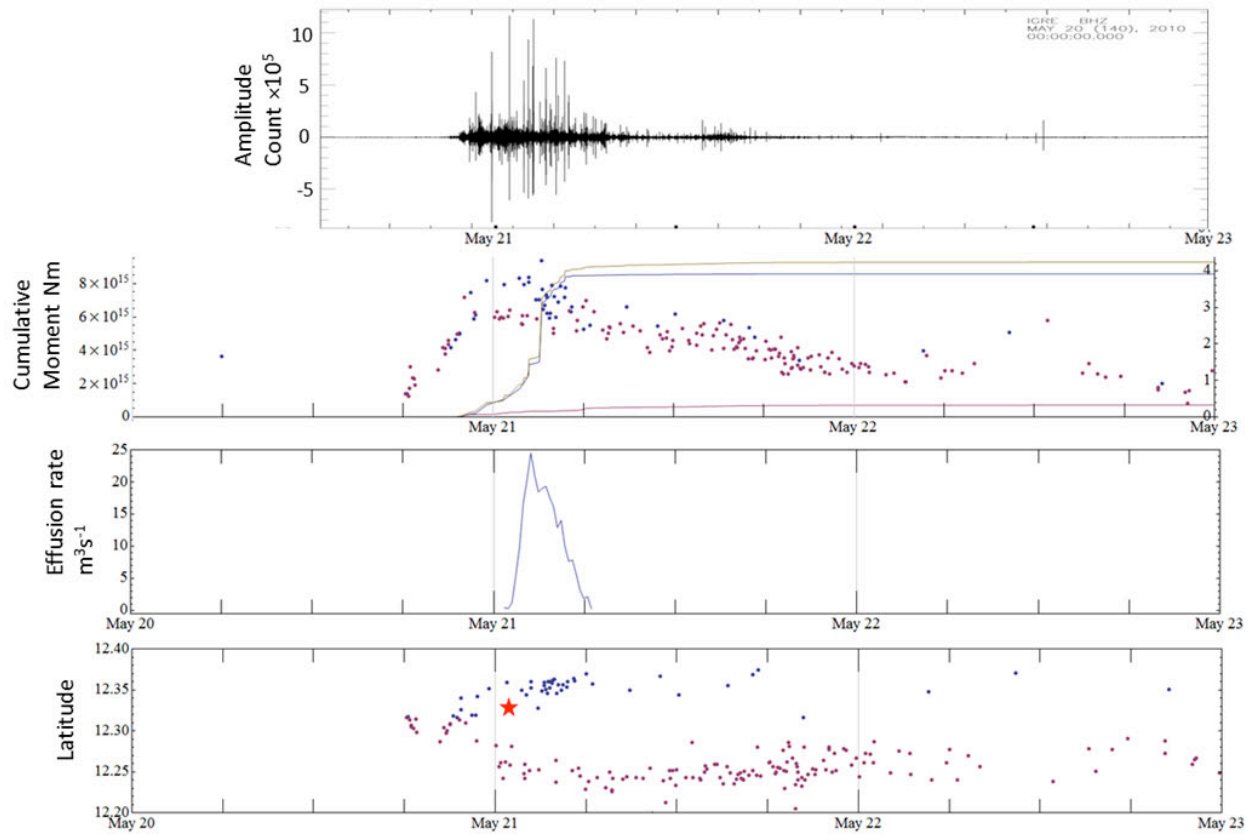 IGRE BHZ
MAY 20 (140), 2010
00:00:00.000
Amplitude
Count ×10⁵
10
5
0
-5
May 21 May 22 May 23
Cumulative
Moment Nm
8 × 10¹⁵
6 × 10¹⁵
4 × 10¹⁵
2 × 10¹⁵
0
4
3
2
1
0
May 21 May 22 May 23
Effusion rate
m³s⁻¹
25
20
15
10
5
0
May 20 May 21 May 22 May 23
Latitude
12.40
12.35
12.30
12.25
12.20
May 20 May 21 May 22 May 23